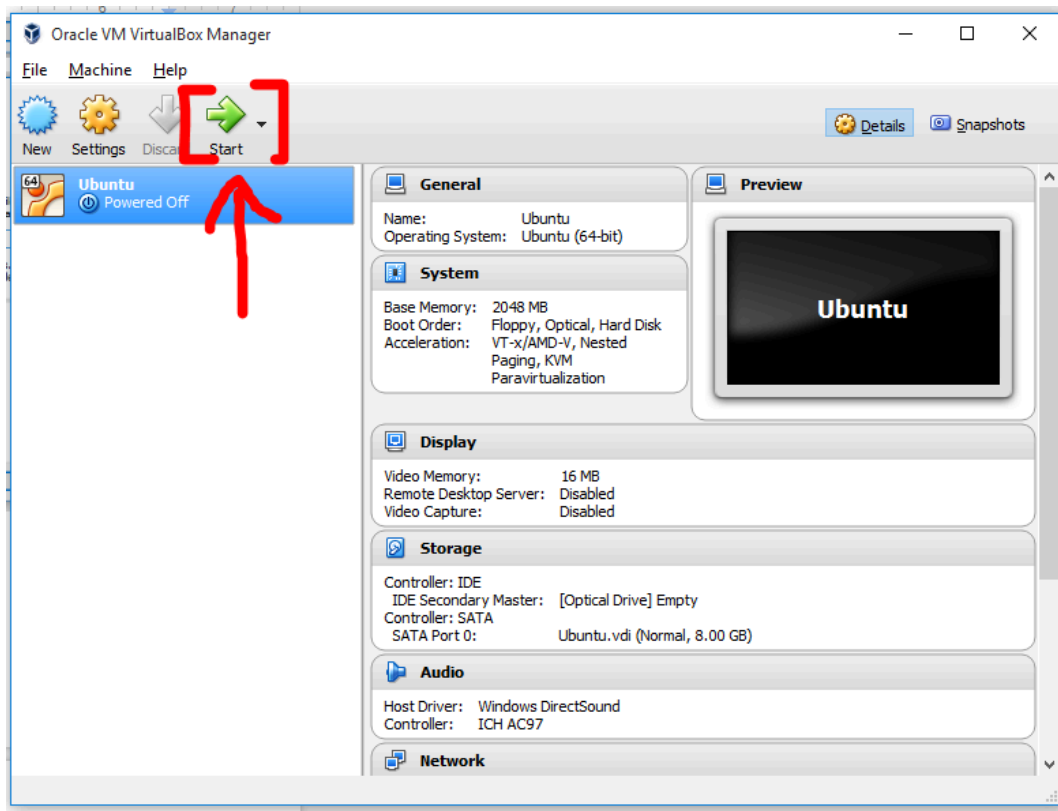 Oracle VM VirtualBox Manager
File Machine Help
New Settings Discar Start
Details Snapshots
64
Ubuntu
Powered Off
General
Name: Ubuntu
Operating System: Ubuntu (64-bit)
System
Base Memory: 2048 MB
Boot Order: Floppy, Optical, Hard Disk
Acceleration: VT-x/AMD-V, Nested
Paging, KVM
Paravirtualization
Preview
Ubuntu
Display
Video Memory: 16 MB
Remote Desktop Server: Disabled
Video Capture: Disabled
Storage
Controller: IDE
IDE Secondary Master: [Optical Drive] Empty
Controller: SATA
SATA Port 0: Ubuntu.vdi (Normal, 8.00 GB)
Audio
Host Driver: Windows DirectSound
Controller: ICH AC97
Network